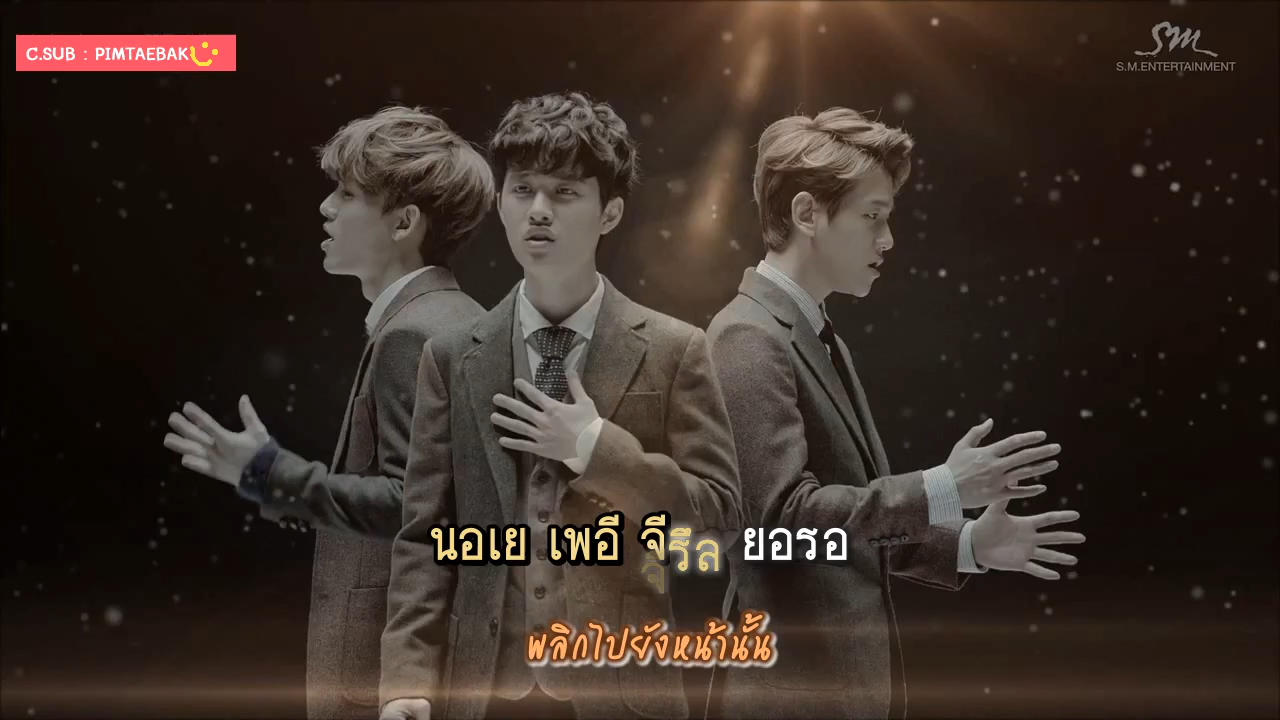 C.SUB : PIMTAEBAK
SM
S.M.ENTERTAINMENT
นอเย เพอี จีรึล ยอรอ
พลิกไปยังหน้านั้น